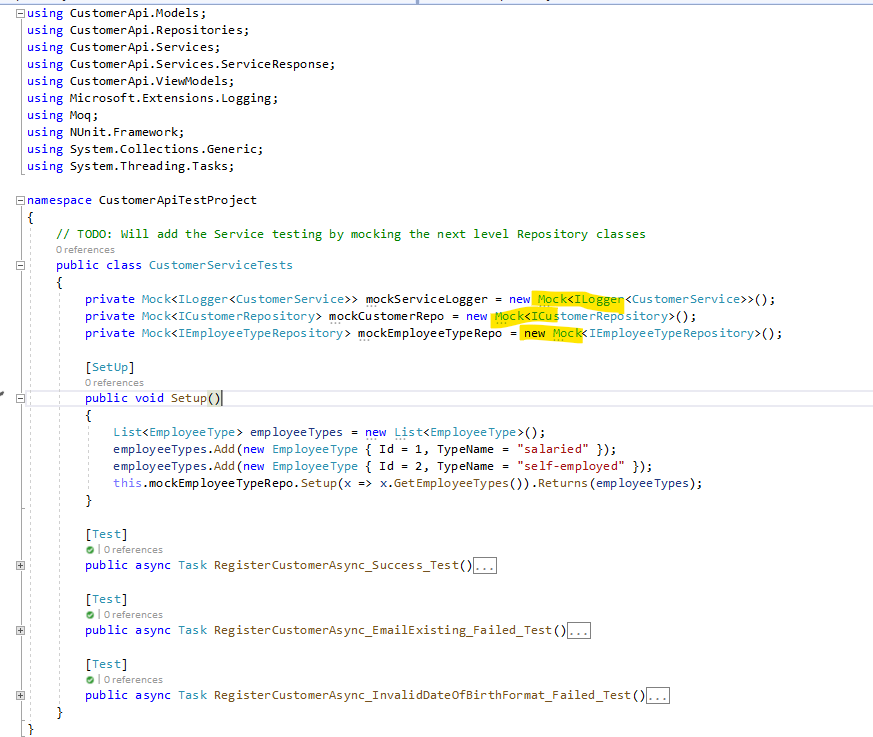 using CustomerApi.Models;
using CustomerApi.Repositories;
using CustomerApi.Services;
using CustomerApi.Services.ServiceResponse;
using CustomerApi.ViewModels;
using Microsoft.Extensions.Logging;
using Moq;
using NUnit.Framework;
using System.Collections.Generic;
using System.Threading.Tasks;
namespace CustomerApiTestProject
{
// TODO: Will add the Service testing by mocking the next level Repository classes
0 references
public class CustomerServiceTests
{
private Mock<ILogger<CustomerService>> mockServiceLogger = new Mock<ILogger<CustomerService>>();
private Mock<ICustomerRepository> mockCustomerRepo = new Mock<ICustomerRepository>();
private Mock<IEmployeeTypeRepository> mockEmployeeTypeRepo = new Mock<IEmployeeTypeRepository>();
[SetUp]
0 references
public void Setup()
{
List<EmployeeType> employeeTypes = new List<EmployeeType>();
employeeTypes.Add(new EmployeeType { Id = 1, TypeName = "salaried" });
employeeTypes.Add(new EmployeeType { Id = 2, TypeName = "self-employed" });
this.mockEmployeeTypeRepo.Setup(x => x.GetEmployeeTypes()).Returns(employeeTypes);
}
[Test]
| 0 references
public async Task RegisterCustomerAsync_Success_Test()...
[Test]
| 0 references
public async Task RegisterCustomerAsync_EmailExisting_Failed_Test()...
[Test]
| 0 references
public async Task RegisterCustomerAsync_InvalidDateOfBirthFormat_Failed_Test()...
}
}